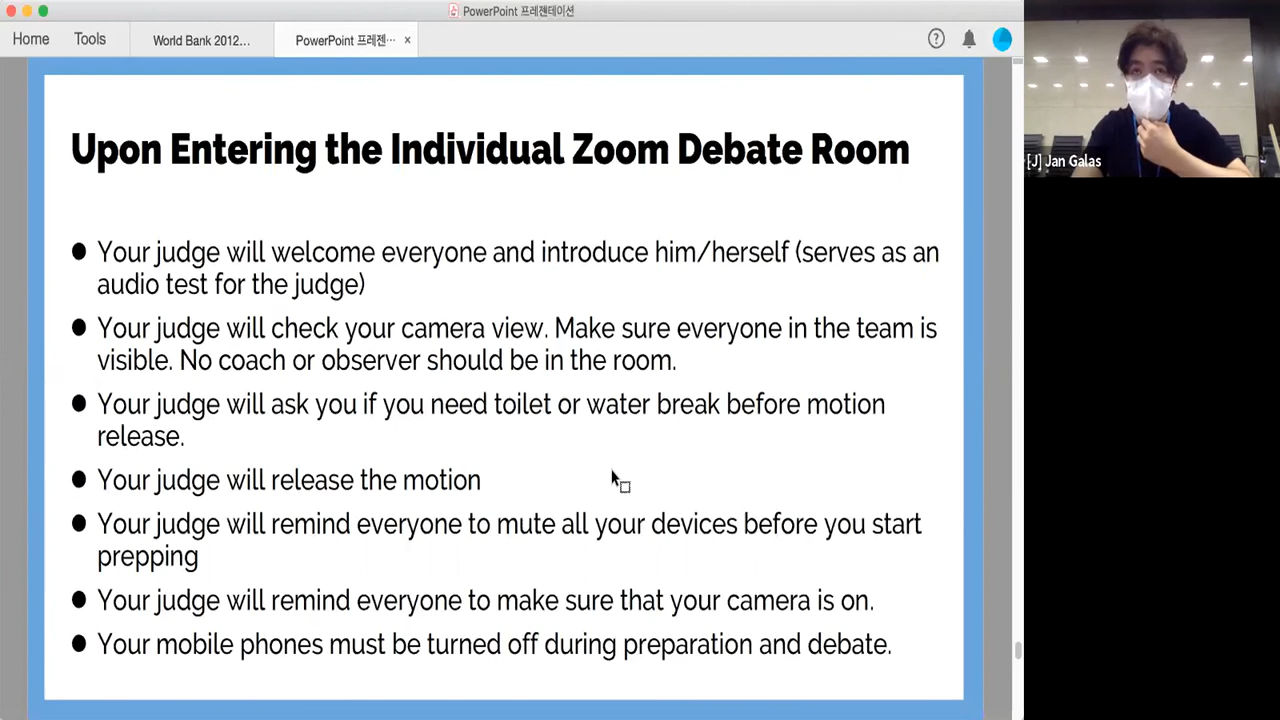 PowerPoint 프레젠테이션
Home
Tools
World Bank 2012...
PowerPoint 프레젠···
×
?
Upon Entering the Individual Zoom Debate Room
● Your judge will welcome everyone and introduce him/herself (serves as an
audio test for the judge)
● Your judge will check your camera view. Make sure everyone in the team is
visible. No coach or observer should be in the room.
● Your judge will ask you if you need toilet or water break before motion
release.
● Your judge will release the motion
● Your judge will remind everyone to mute all your devices before you start
prepping
● Your judge will remind everyone to make sure that your camera is on.
● Your mobile phones must be turned off during preparation and debate.
[J] Jan Galas